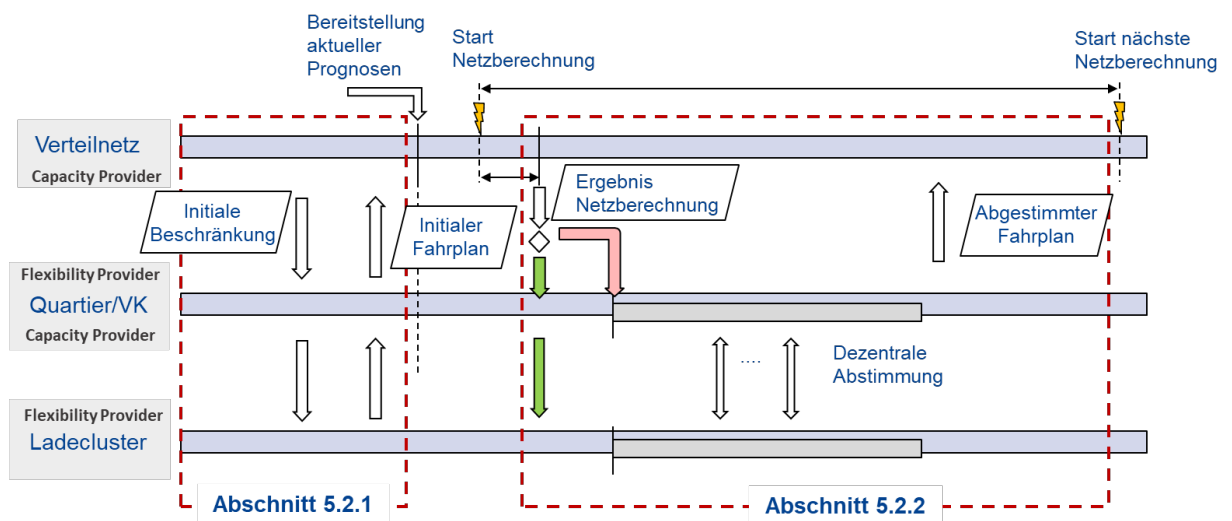 Bereitstellung
aktueller
Prognosen
Start
Netzberechnung
Start nächste
Netzberechnung
Verteilnetz
Capacity Provider
Initiale
Beschränkung
Initialer
Fahrplan
Ergebnis
Netzberechnung
Abgestimmter
Fahrplan
Flexibility Provider
Quartier/VK
Capacity Provider
....
Dezentrale
Abstimmung
Flexibility Provider
Ladecluster
Abschnitt 5.2.1
Abschnitt 5.2.2